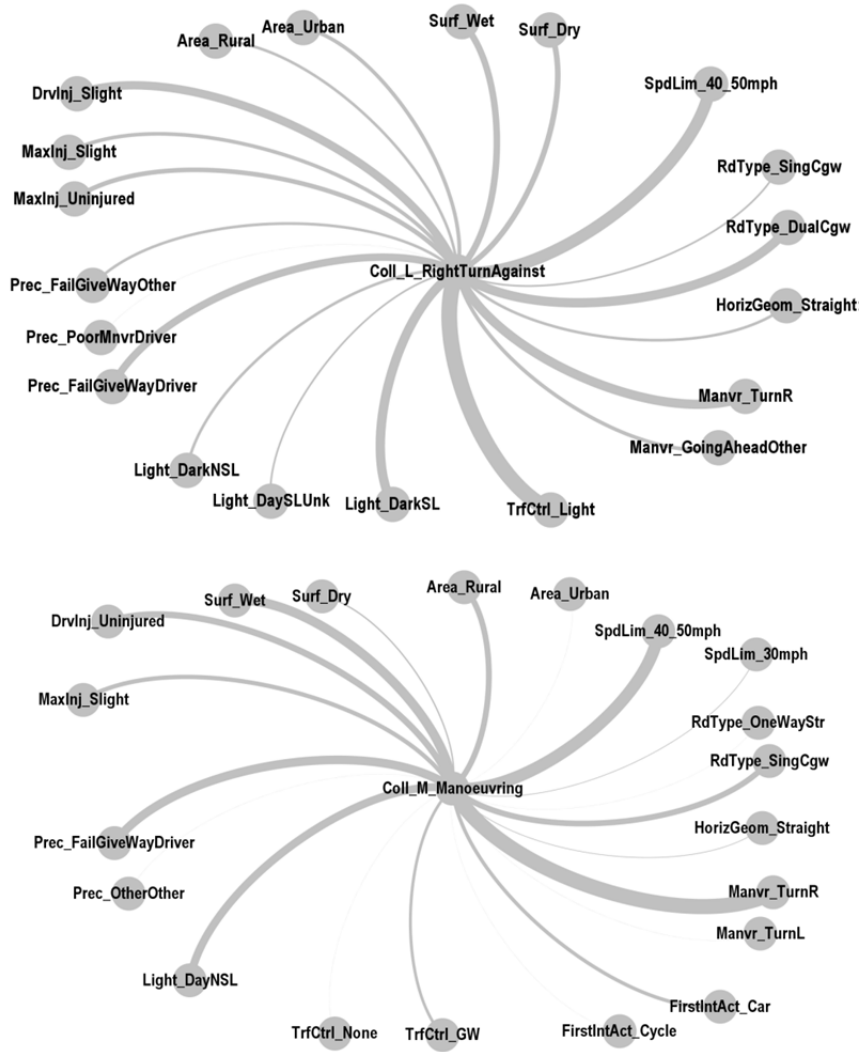 Surf_Wet
Surf_Dry
Area_Urban
Area_Rural
SpdLim_40_50mph
DrvInj_Slight
MaxInj_Slight
RdType_SingCgw
MaxInj_Uninjured
RdType_DualCgw
Coll_L_RightTurnAgainst
Prec_FailGiveWayOther
HorizGeom_Straight
Prec_PoorMnvrDriver
Prec_FailGiveWayDriver
Manvr_TurnR
Manvr_GoingAheadOther
Light_DarkNSL
Light_DaySLUnk
Light_DarkSL
TrfCtrl_Light
Area_Rural
Area_Urban
Surf_Wet
Surf_Dry
DrvInj_Uninjured
SpdLim_40_50mph
SpdLim_30mph
MaxInj_Slight
RdType_OneWayStr
RdType_SingCgw
Coll_M_Manoeuvring
HorizGeom_Straight
Prec_FailGiveWayDriver
Prec_OtherOther
Manvr_TurnR
Manvr_TurnL
Light_DayNSL
FirstIntAct_Car
TrfCtrl_None
TrfCtrl_GW
FirstIntAct_Cycle